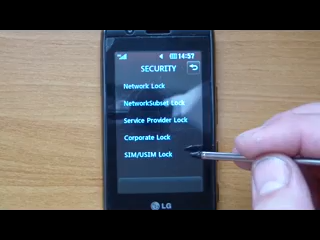 14:57
SECURITY
Network Lock
NetworkSubset Lock
Service Provider Lock
Corporate Lock
SIM/USIM Lock
LG